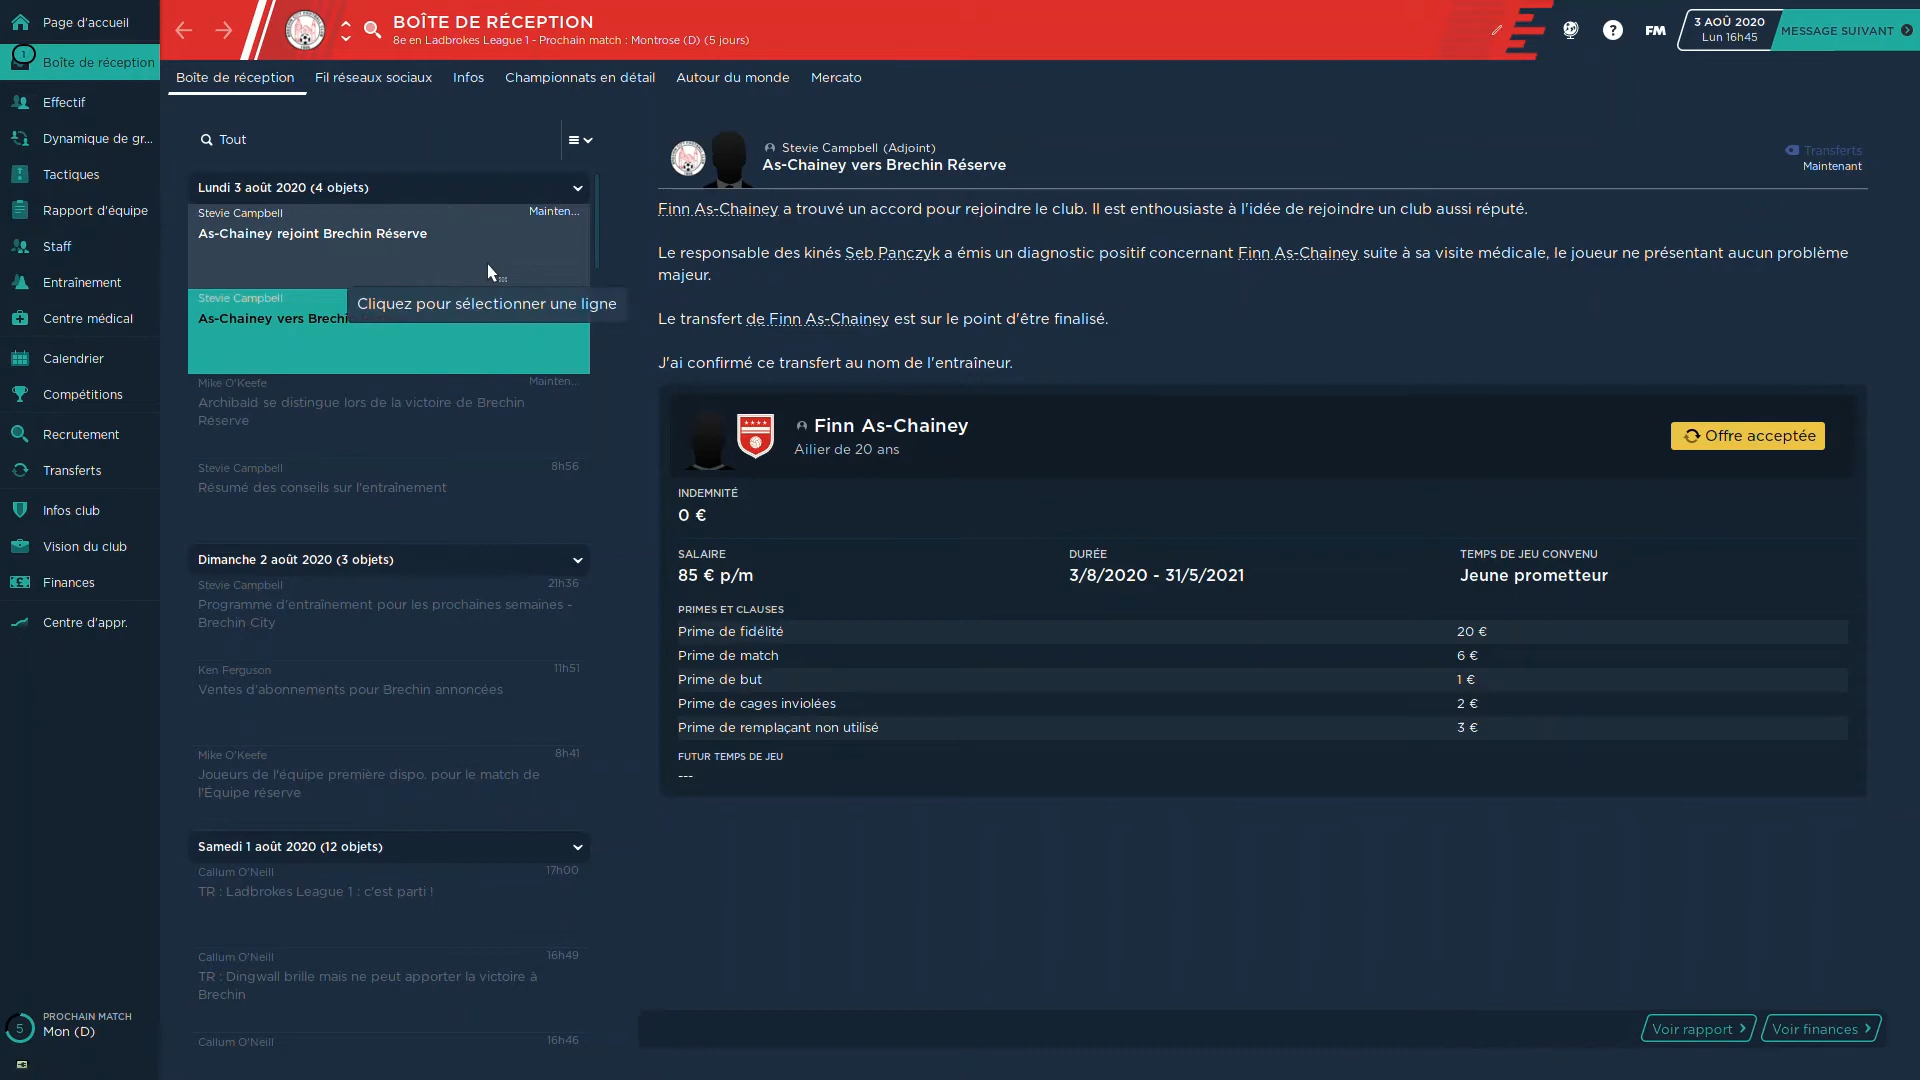 Page d'accueil
1
Boîte de réception
Effectif
Dynamique de gr...
Tactiques
Rapport d'équipe
Staff
Entraînement
Centre médical
Calendrier
Compétitions
Recrutement
Transferts
Infos club
Vision du club
Finances
Centre d'appr.
5
PROCHAIN MATCH
Mon (D)
BOÎTE DE RÉCEPTION
8e en Ladbrokes League 1 - Prochain match : Montrose (D) (5 jours)
FM
3 AOÛ 2020
Lun 16h45
MESSAGE SUIVANT
Boîte de réception Fil réseaux sociaux Infos Championnats en détail Autour du monde Mercato
Tout
Lundi 3 août 2020 (4 objets)
Stevie Campbell Mainten...
As-Chainey rejoint Brechin Réserve
Stevie Campbell
As-Chainey vers Brechi
Cliquez pour sélectionner une ligne
Mike O'Keefe Mainten...
Archibald se distingue lors de la victoire de Brechin
Réserve
Stevie Campbell 8h56
Résumé des conseils sur l'entraînement
Dimanche 2 août 2020 (3 objets)
Stevie Campbell 21h36
Programme d'entraînement pour les prochaines semaines -
Brechin City
Ken Ferguson 11h51
Ventes d'abonnements pour Brechin annoncées
Mike O'Keefe 8h41
Joueurs de l'équipe première dispo. pour le match de
l'Équipe réserve
Samedi 1 août 2020 (12 objets)
Callum O'Neill 17h00
TR : Ladbrokes League 1 : c'est parti !
Callum O'Neill 16h49
TR : Dingwall brille mais ne peut apporter la victoire à
Brechin
Callum O'Neill 16h46
Stevie Campbell (Adjoint)
As-Chainey vers Brechin Réserve
Transferts
Maintenant
Finn As-Chainey a trouvé un accord pour rejoindre le club. Il est enthousiaste à l'idée de rejoindre un club aussi réputé.
Le responsable des kinés Seb Panczyk a émis un diagnostic positif concernant Finn As-Chainey suite à sa visite médicale, le joueur ne présentant aucun problème
majeur.
Le transfert de Finn As-Chainey est sur le point d'être finalisé.
J'ai confirmé ce transfert au nom de l'entraîneur.
Finn As-Chainey
Ailier de 20 ans
Offre acceptée
INDEMNITÉ
0 €
SALAIRE DURÉE TEMPS DE JEU CONVENU
85 € p/m 3/8/2020 - 31/5/2021 Jeune prometteur
PRIMES ET CLAUSES
Prime de fidélité 20 €
Prime de match 6 €
Prime de but 1 €
Prime de cages inviolées 2 €
Prime de remplaçant non utilisé 3 €
FUTUR TEMPS DE JEU
---
Voir rapport Voir finances